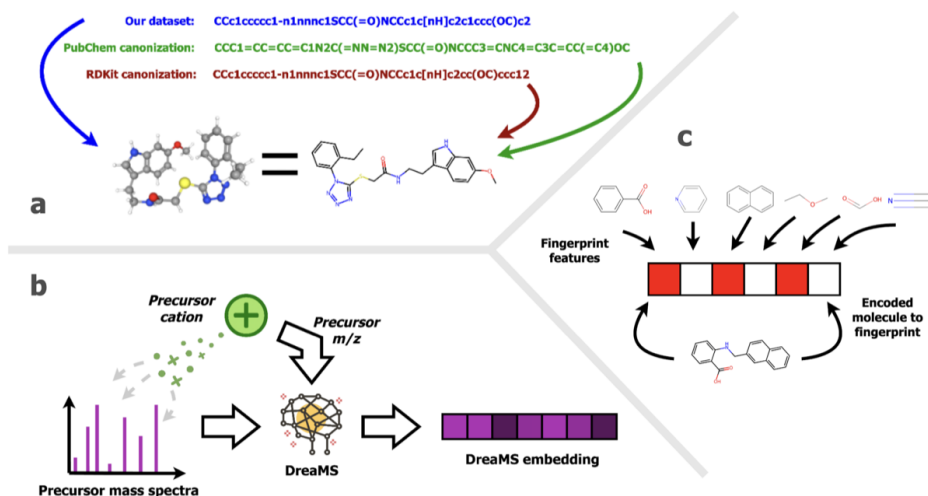 Our dataset: CCc1ccccc1-n1nnnc1SCC(=O)NCCc1c[nH]c2c1ccc(OC)c2
PubChem canonization: CCC1=CC=CC=C1N2C(=NN=N2)SCC(=O)NCCC3=CNC4=C3C=CC(=C4)OC
RDKit canonization: CCc1ccccc1-n1nnnc1SCC(=O)NCCc1c[nH]c2cc(OC)ccc12
=
a
b
Precursor
cation
+
Precursor
m/z
DreaMS
Precursor mass spectra
DreaMS embedding
c
Fingerprint
features
Encoded
molecule to
fingerprint